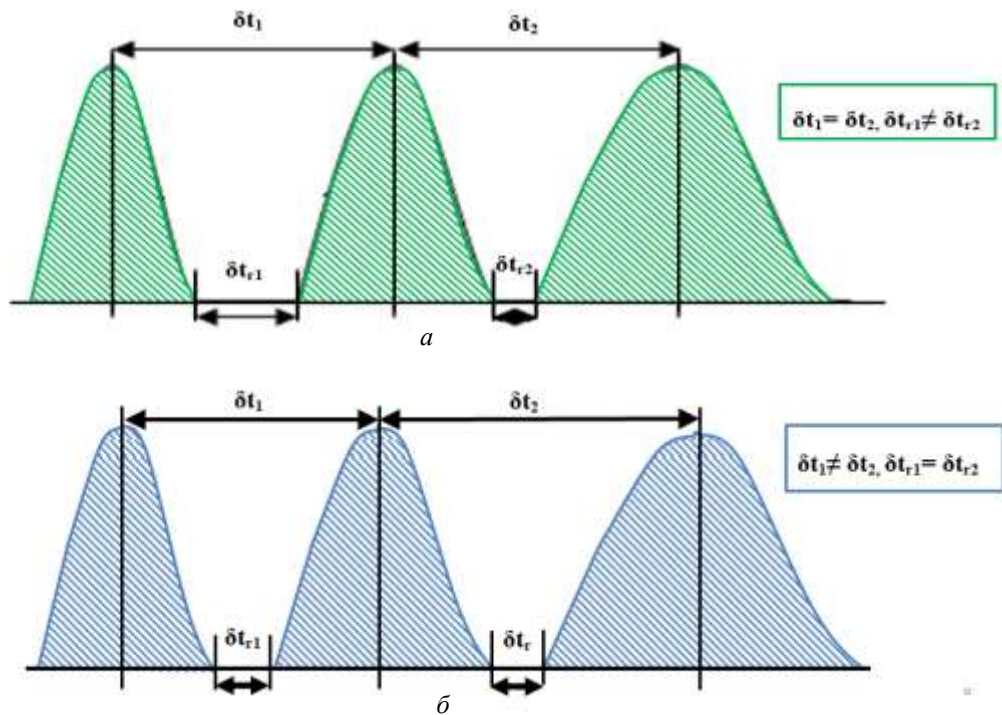 δt₁ δt₂
δt₁= δt₂, δtᵣ₁≠ δtᵣ₂
δtᵣ₁ δtᵣ₂
а
δt₁ δt₂
δt₁≠ δt₂, δtᵣ₁= δtᵣ₂
δtᵣ₁ δtᵣ
б